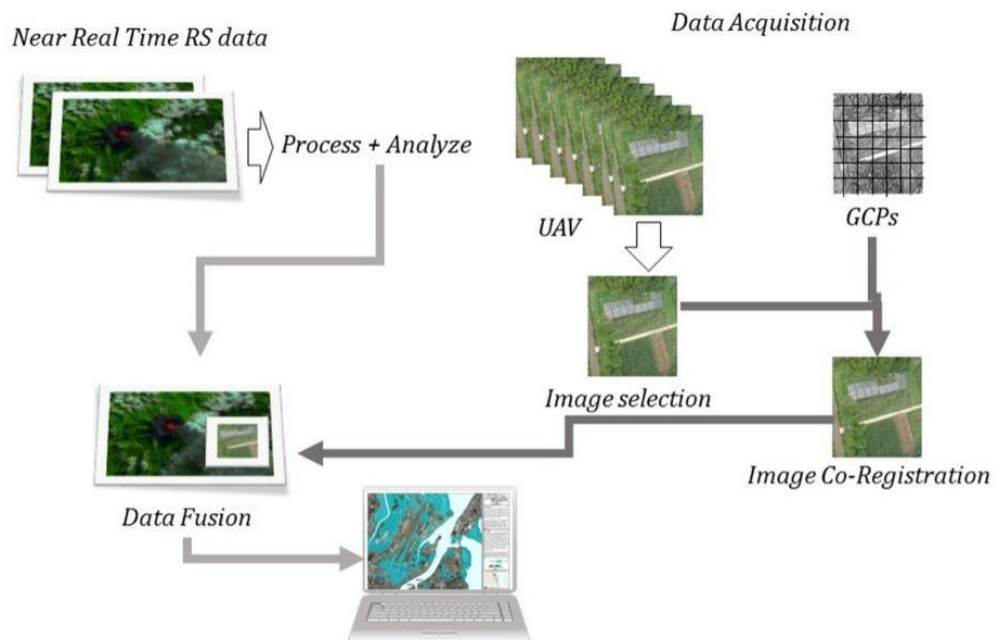 Data Acquisition
Near Real Time RS data
Process + Analyze
UAV
GCPs
Image selection
Image Co-Registration
Data Fusion